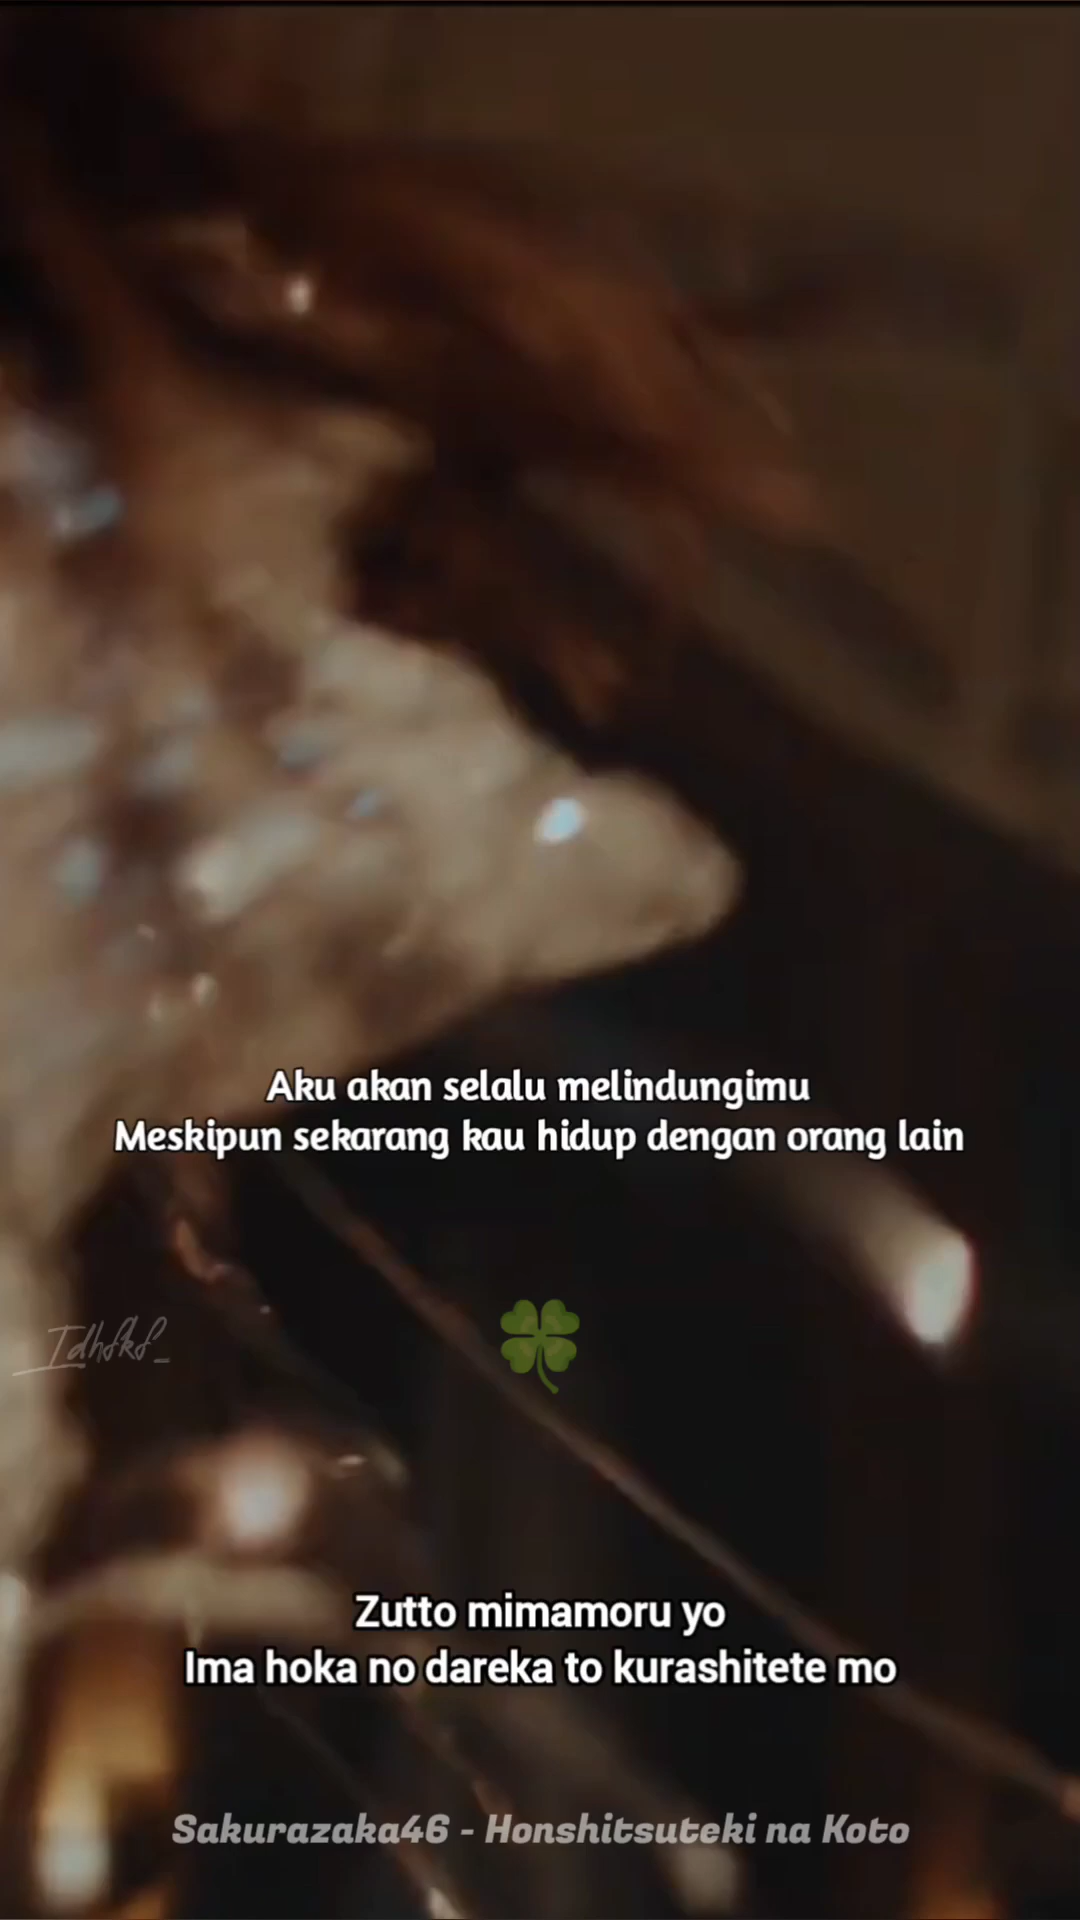 Aku akan selalu melindungimu
Meskipun sekarang kau hidup dengan orang lain
Idhfkf_
Zutto mimamoru yo
Ima hoka no dareka to kurashitete mo
Sakurazaka46 - Honshitsuteki na Koto